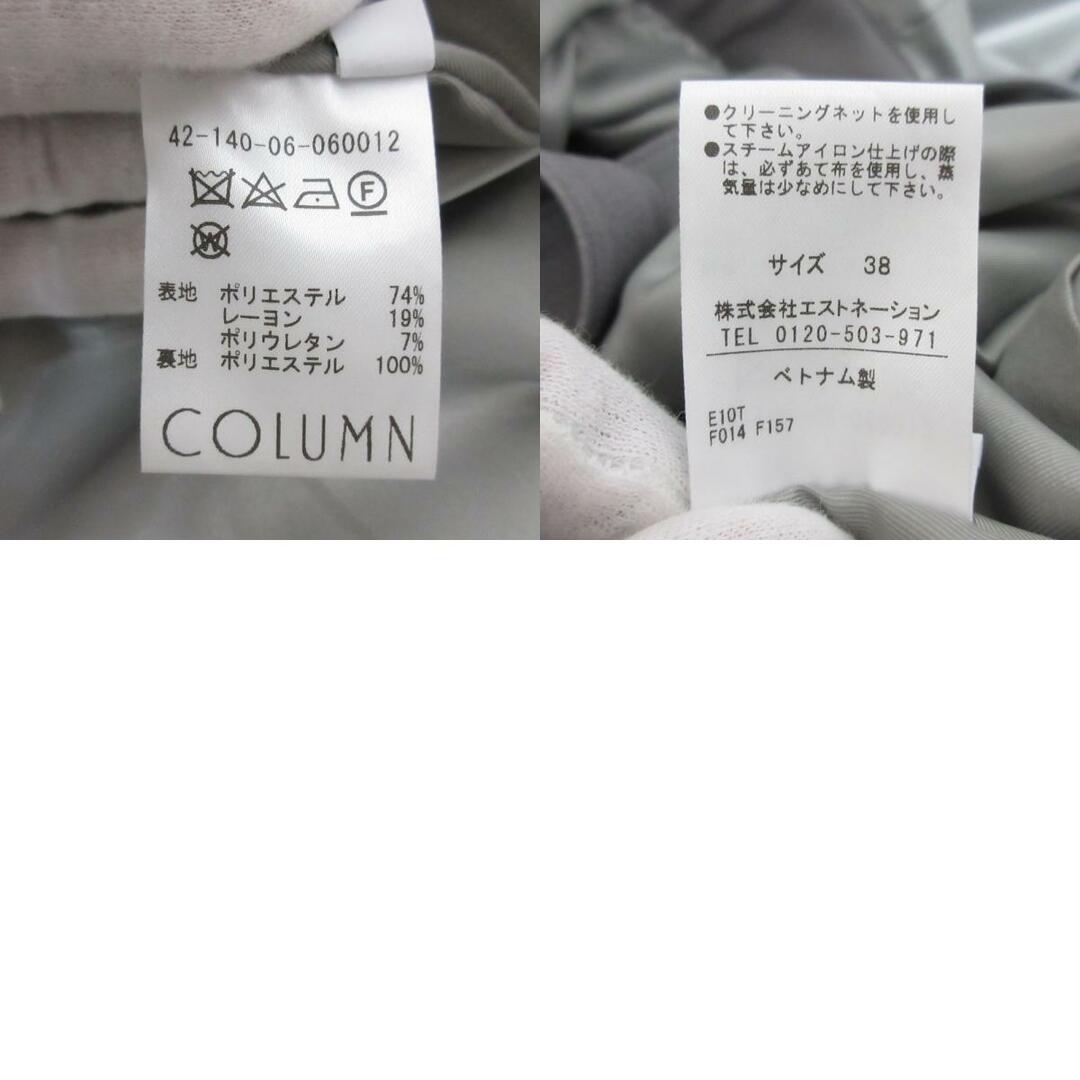 42-140-06-060012
F
W
表地 ポリエステル 74%
レーヨン 19%
ポリウレタン 7%
裏地 ポリエステル 100%
COLUMN
●クリーニングネットを使用し
て下さい。
●スチームアイロン仕上げの際
は、必ずあて布を使用し、蒸
気量は少なめにして下さい。
サイズ 38
株式会社エストネーション
TEL 0120-503-971
ベトナム製
E10T
F014 F157